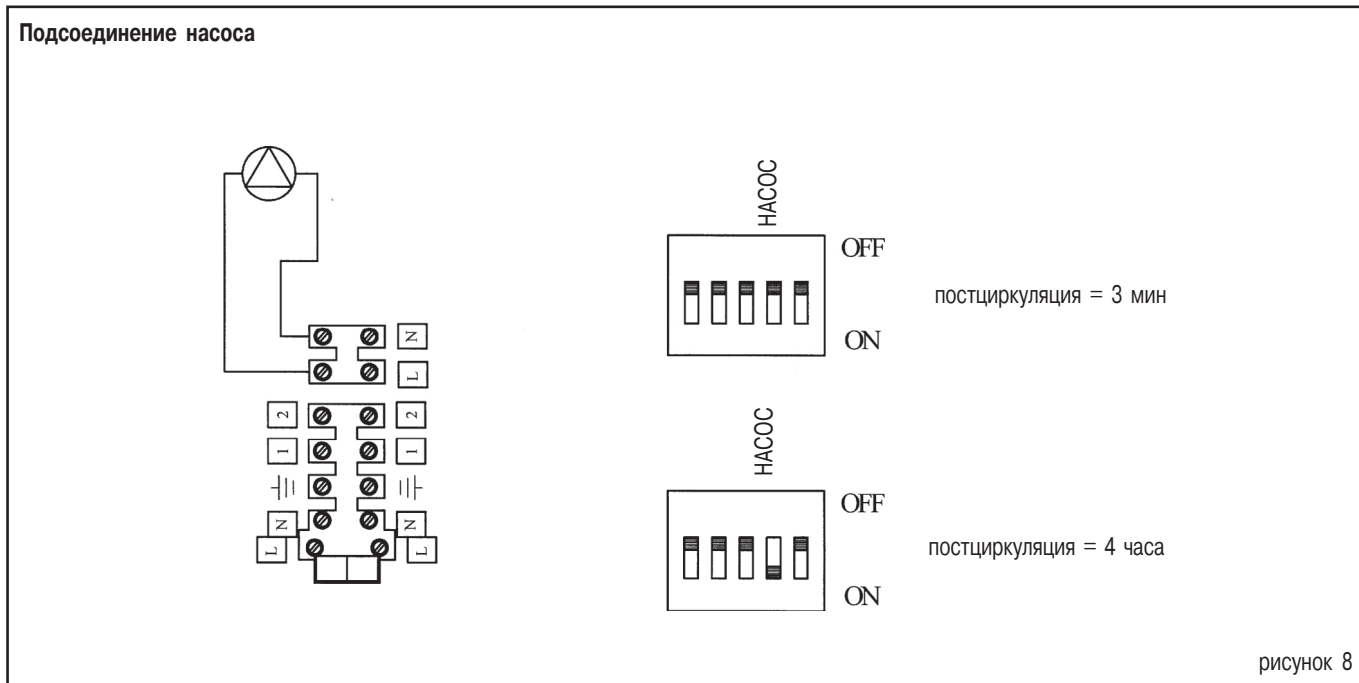 Подсоединение насоса
N
L
2 2
1 1
N N
L L
НАСОС
OFF
ON
постциркуляция = 3 мин
НАСОС
OFF
ON
постциркуляция = 4 часа
рисунок 8